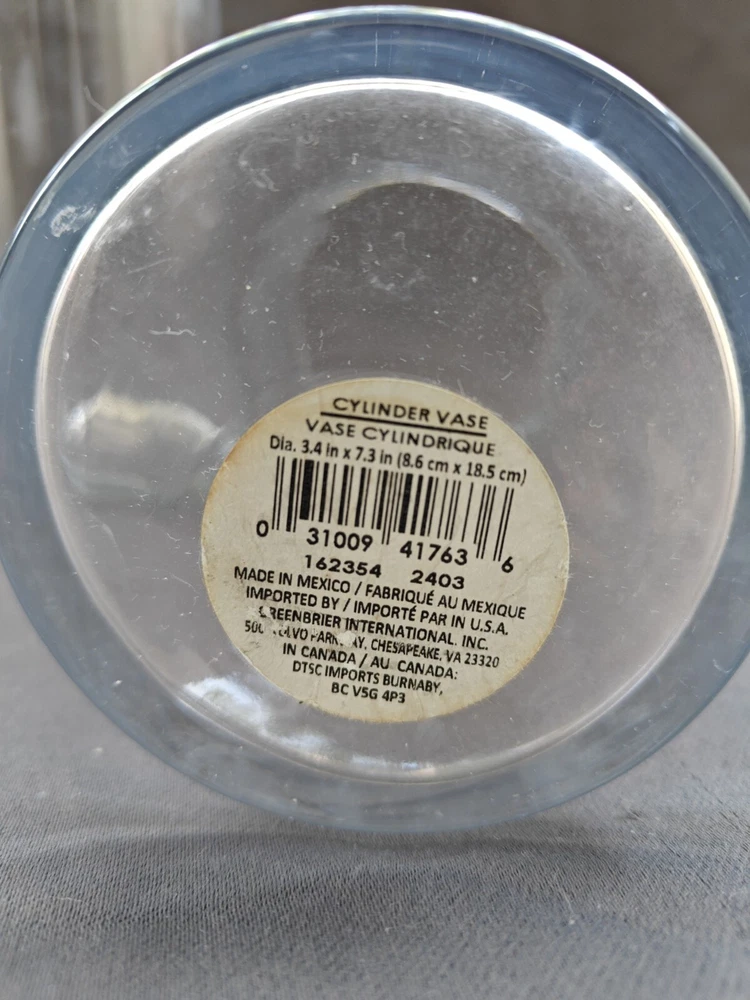 CYLINDER VASE
VASE CYLINDRIQUE
Dia. 3.4 in x 7.3 in (8.6 cm x 18.5 cm)
0 31009 41763 6
162354 2403
MADE IN MEXICO / FABRIQUÉ AU MEXIQUE
IMPORTED BY / IMPORTÉ PAR IN U.S.A.
GREENBRIER INTERNATIONAL, INC.
CHESAPEAKE, VA 23320
IN CANADA / AU CANADA:
DTSC IMPORTS BURNABY,
BC V5G 4P3